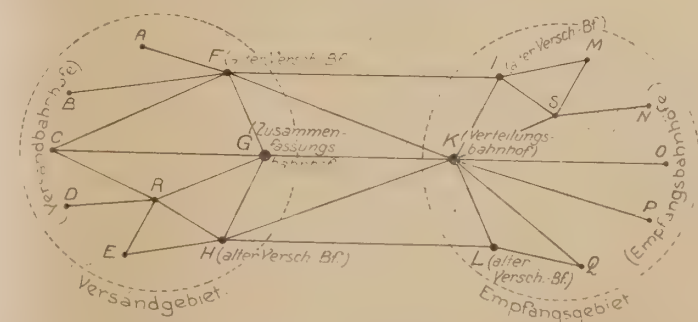 A
F (alter Versch. Bf.
I (alter Versch. Bf)
M
B
(Versandbahnhöfe)
S
N
C
G (Zusammen-
fassungs
bahnhof)
K (Verteilungs-
bahnhof)
O
D
R
P
(Empfangsbahnhöfe)
E
H (alter Versch. Bf)
L (alter
Versch.-Bf.)
Q
Versandgebiet
Empfangsgebiet